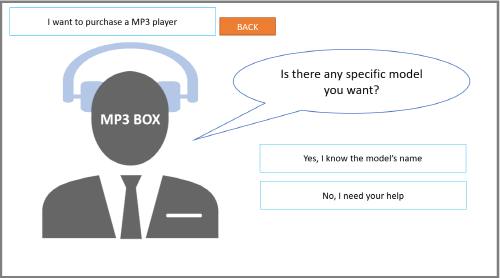 I want to purchase a MP3 player
BACK
Is there any specific model
you want?
MP3 BOX
Yes, I know the model's name
No, I need your help